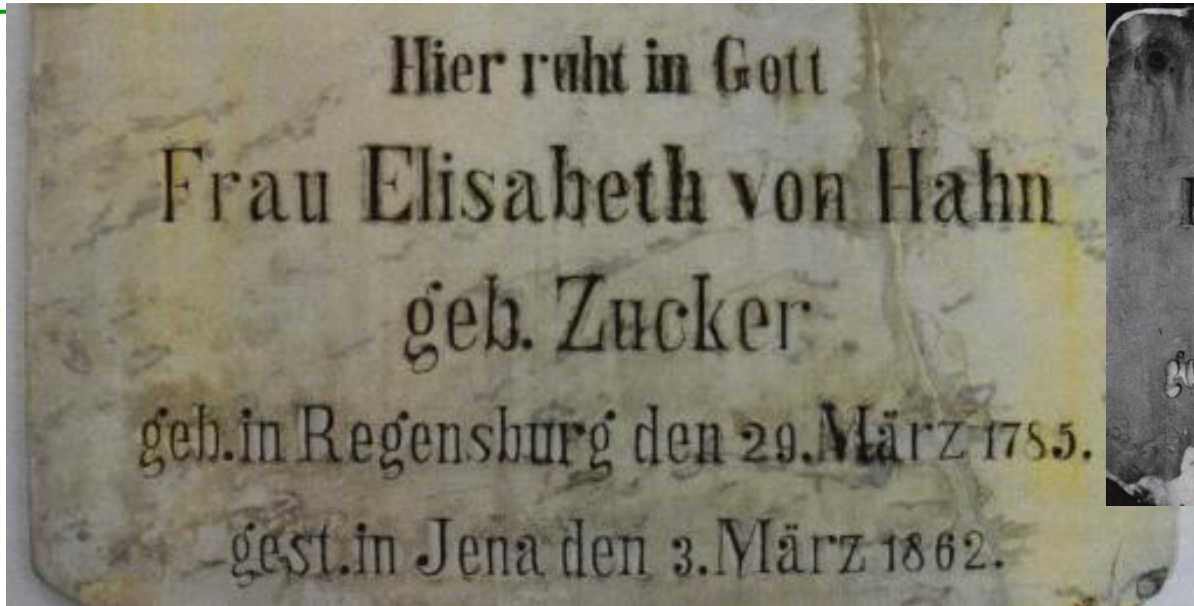 Hier ruht in Gott
Frau Elisabeth von Hahn
geb. Zucker
geb. in Regensburg den 29. März 1785.
gest. in Jena den 3. März 1862.